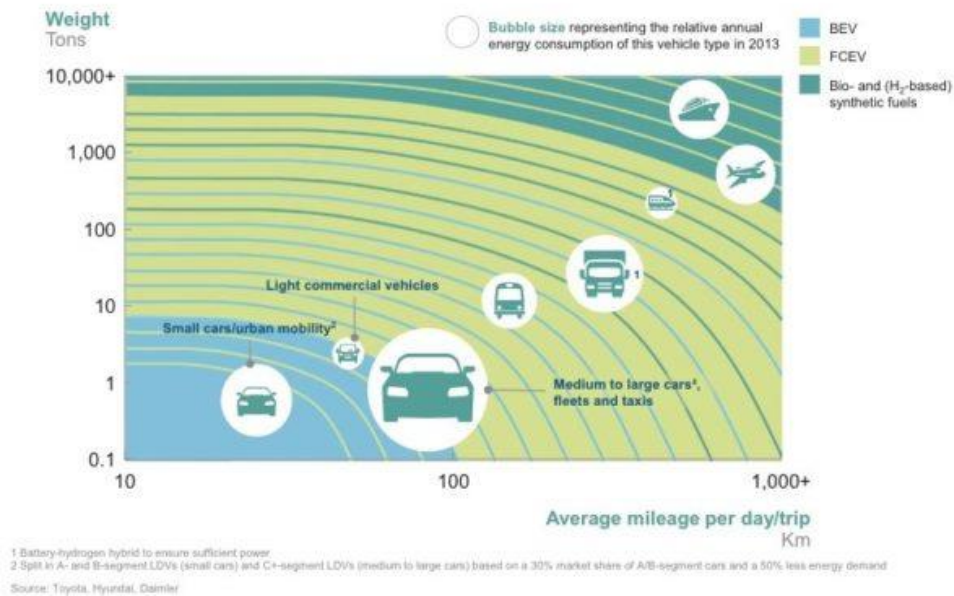 Weight
Tons
Bubble size representing the relative annual
energy consumption of this vehicle type in 2013
BEV
FCEV
Bio- and (H₂-based)
synthetic fuels
10,000+
1,000
100
10
1
0.1
1
1
Light commercial vehicles
Small cars/urban mobility²
Medium to large cars²,
fleets and taxis
10
100
1,000+
Average mileage per day/trip
Km
1 Battery-hydrogen hybrid to ensure sufficient power
2 Split in A- and B-segment LDVs (small cars) and C+-segment LDVs (medium to large cars) based on a 30% market share of A/B-segment cars and a 50% less energy demand
Source: Toyota, Hyundai, Daimler